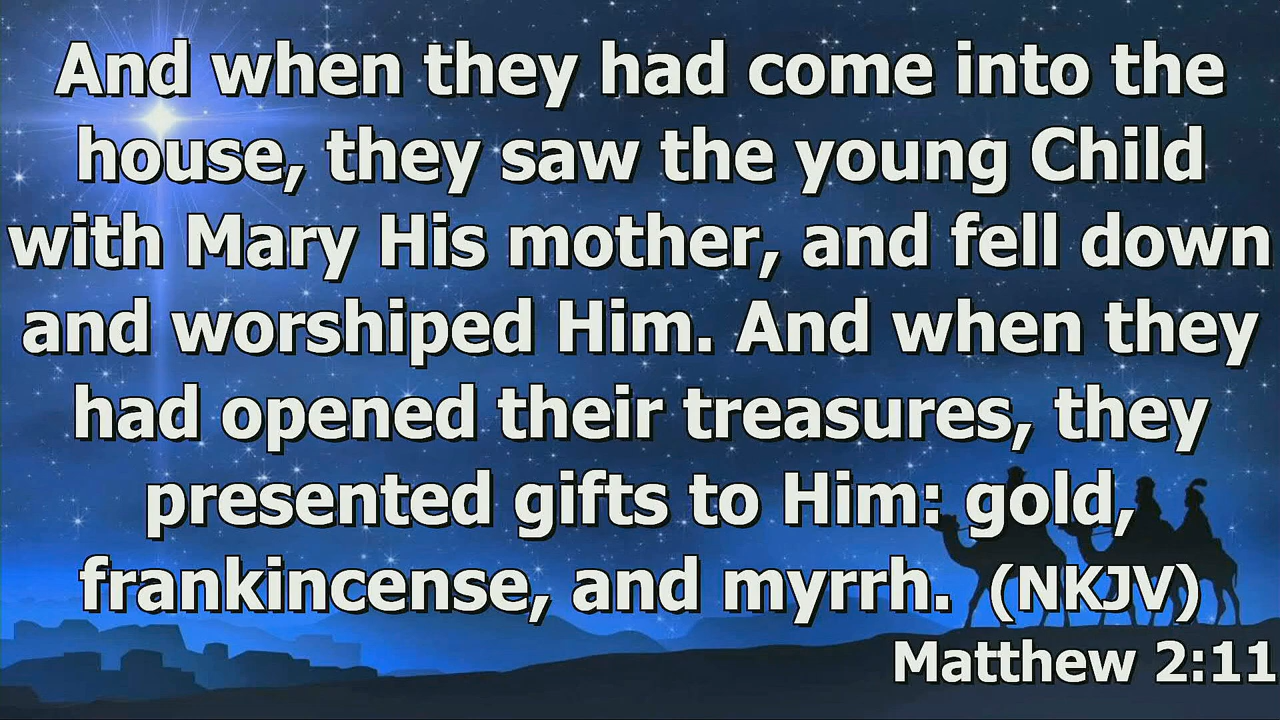 And when they had come into the
house, they saw the young Child
with Mary His mother, and fell down
and worshiped Him. And when they
had opened their treasures, they
presented gifts to Him: gold,
frankincense, and myrrh. (NKJV)
Matthew 2:11